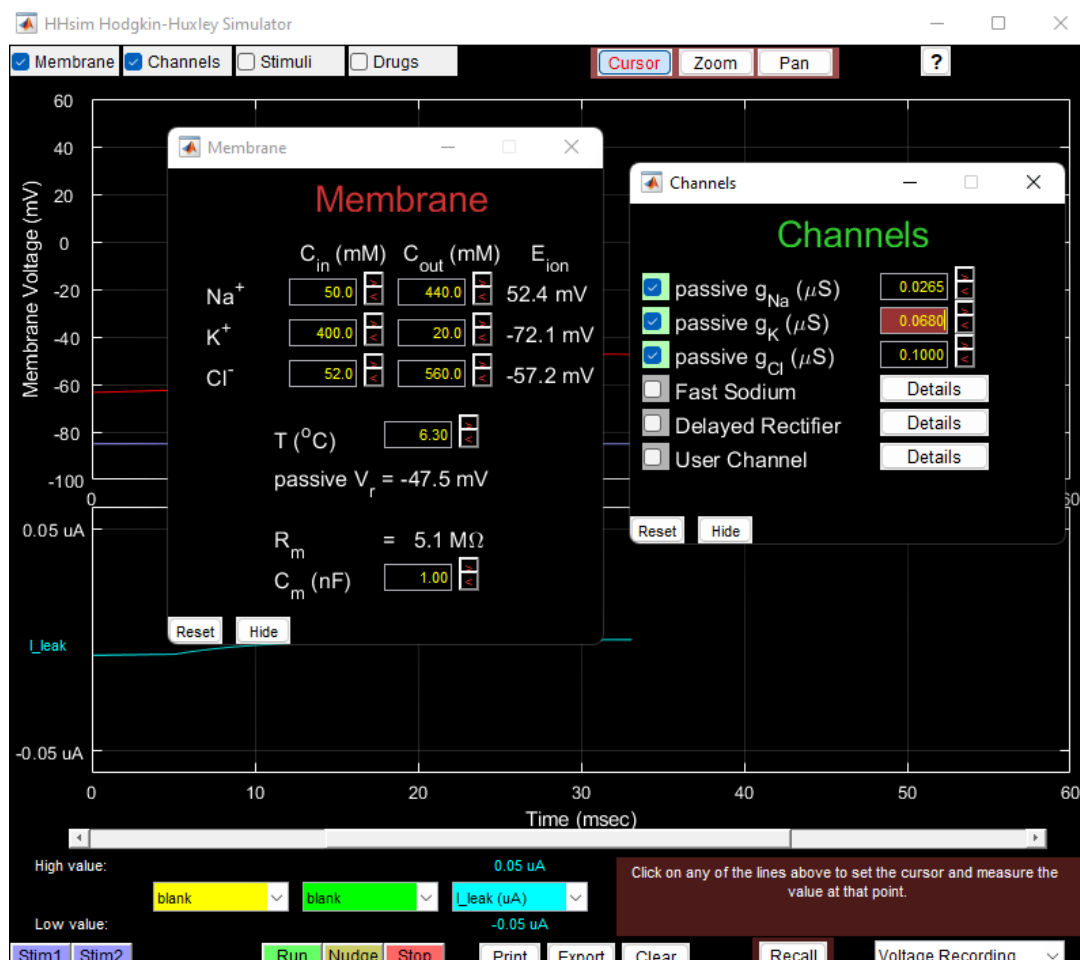 HHsim Hodgkin-Huxley Simulator
Membrane Channels Stimuli Drugs Cursor Zoom Pan ?
60
40
20
0
-20
-40
-60
-80
-100
Membrane Voltage (mV)
0
60
Membrane
Membrane
Cin (mM) Cout (mM) Eion
Na+ 50.0 440.0 52.4 mV
K+ 400.0 20.0 -72.1 mV
Cl- 52.0 560.0 -57.2 mV
T (oC) 6.30
passive Vr = -47.5 mV
Rm = 5.1 MΩ
Cm (nF) 1.00
Reset Hide
Channels
Channels
passive gNa (μS) 0.0265
passive gK (μS) 0.0680
passive gCl (μS) 0.1000
Fast Sodium Details
Delayed Rectifier Details
User Channel Details
Reset Hide
0.05 uA
I_leak
-0.05 uA
0 10 20 30 40 50 60
Time (msec)
High value: 0.05 uA
blank blank I_leak (uA)
Low value: -0.05 uA
Click on any of the lines above to set the cursor and measure the
value at that point.
Stim1 Stim2 Run Nudge Stop Print Export Clear Recall Voltage Recording